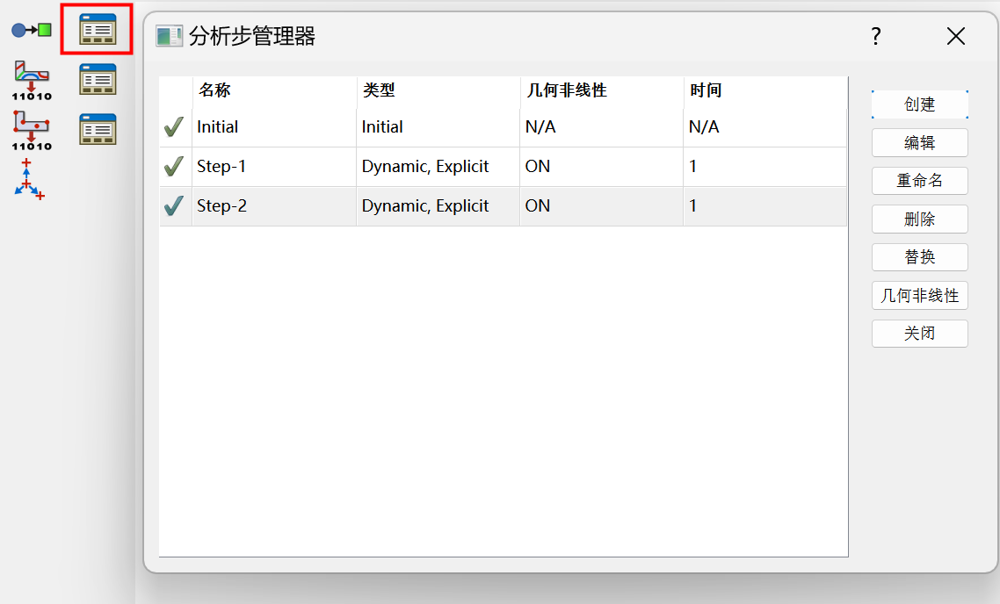 分析步管理器 ?
名称 类型 几何非线性 时间
Initial Initial N/A N/A
Step-1 Dynamic, Explicit ON 1
Step-2 Dynamic, Explicit ON 1
创建
编辑
重命名
删除
替换
几何非线性
关闭
11010
11010